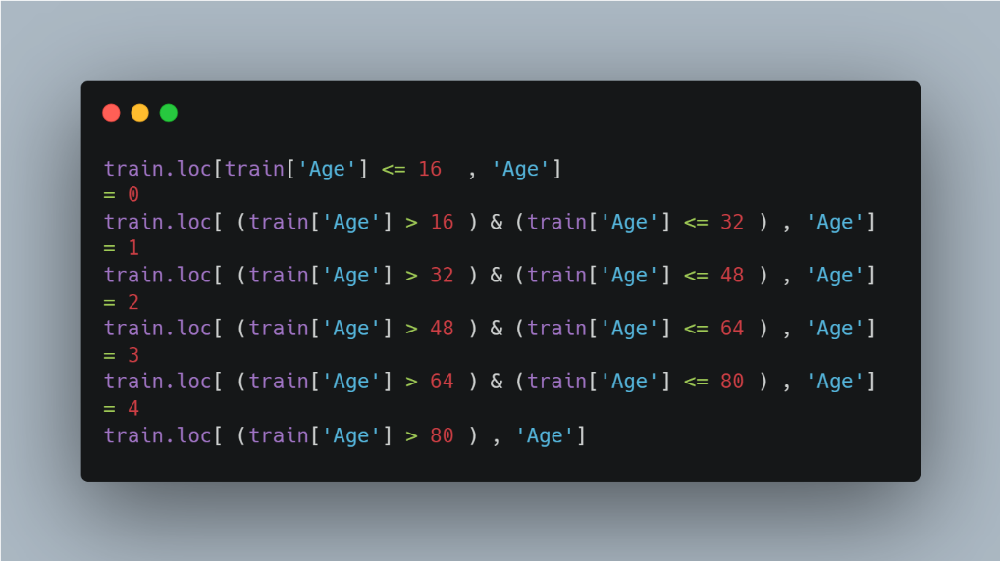 train.loc[train['Age'] <= 16  , 'Age']
= 0
train.loc[ (train['Age'] > 16 ) & (train['Age'] <= 32 ) , 'Age']
= 1
train.loc[ (train['Age'] > 32 ) & (train['Age'] <= 48 ) , 'Age']
= 2
train.loc[ (train['Age'] > 48 ) & (train['Age'] <= 64 ) , 'Age']
= 3
train.loc[ (train['Age'] > 64 ) & (train['Age'] <= 80 ) , 'Age']
= 4
train.loc[ (train['Age'] > 80 ) , 'Age']